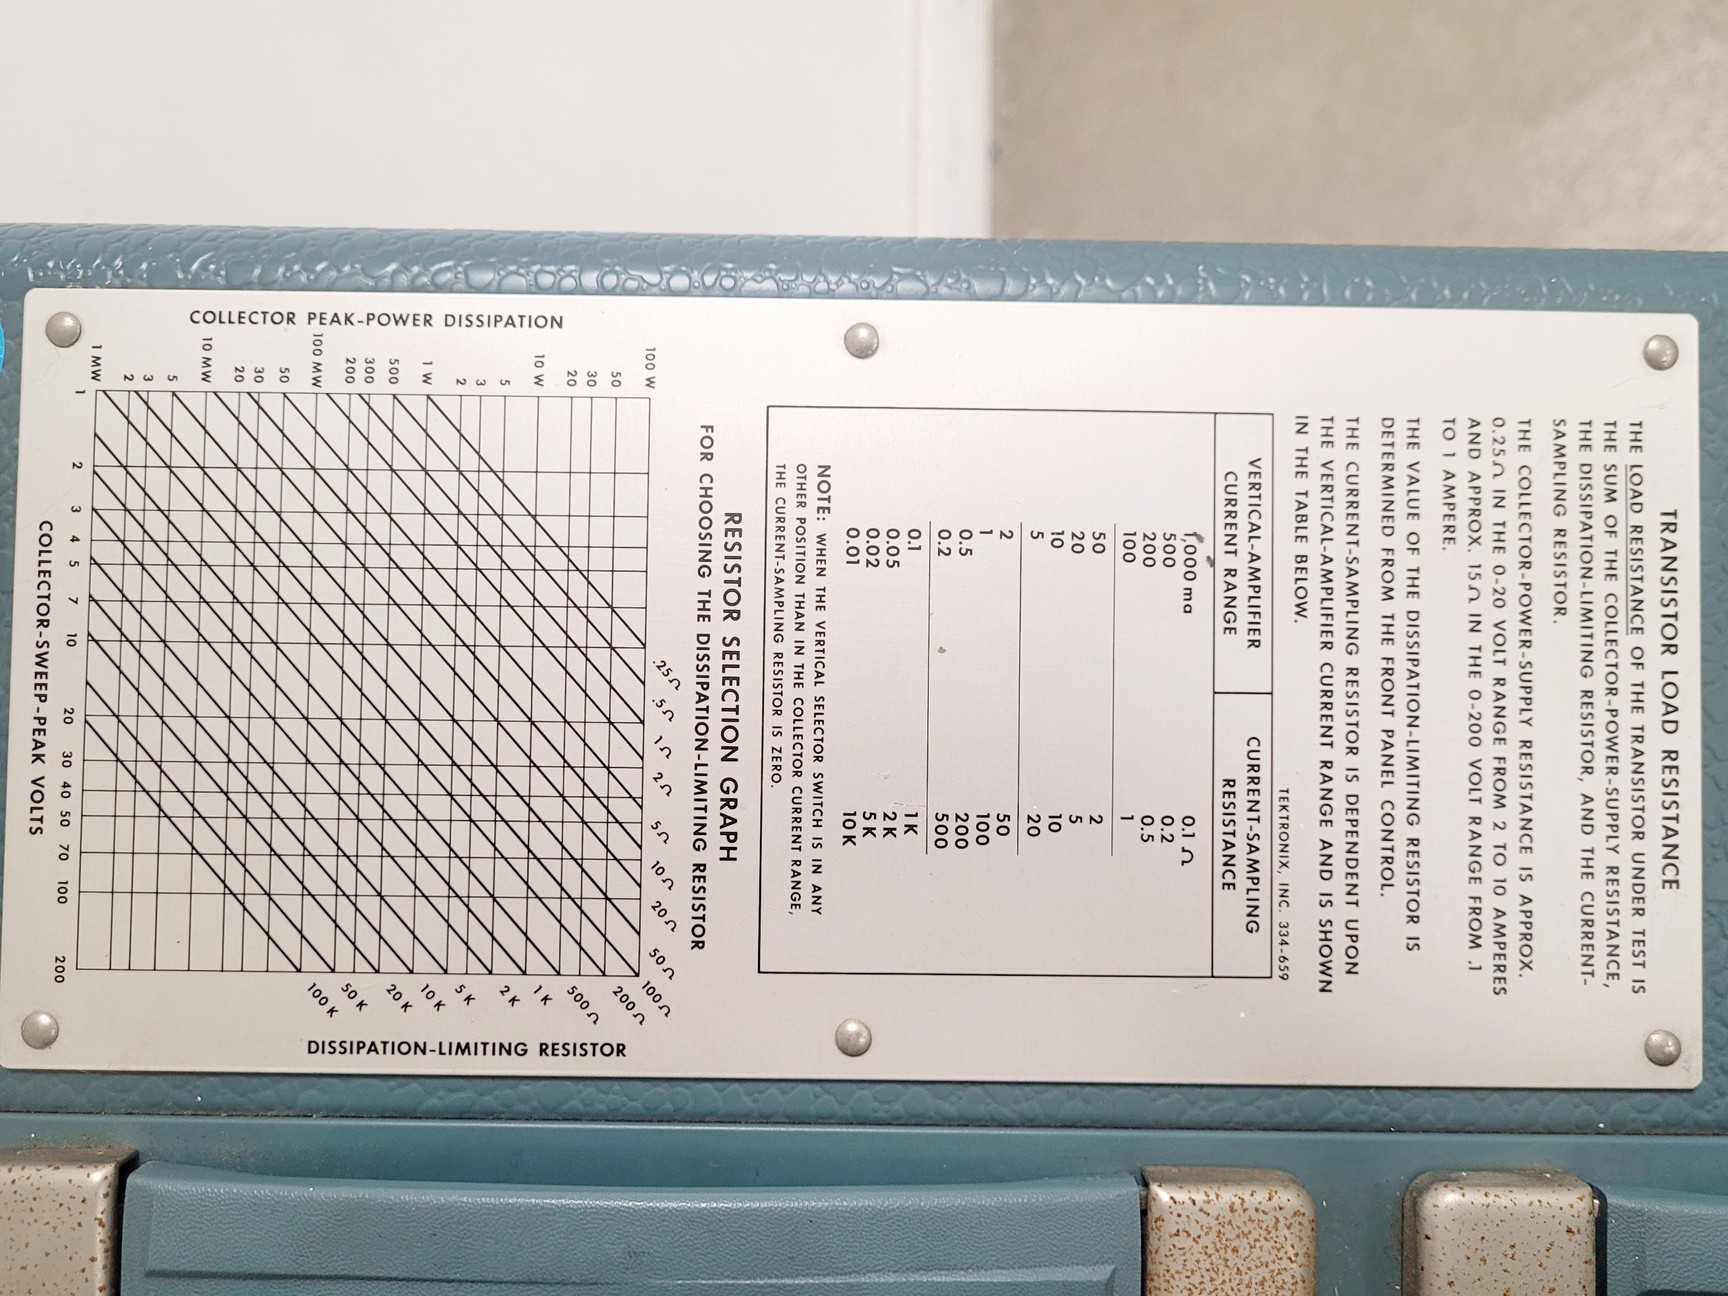 TRANSISTOR LOAD RESISTANCE
THE LOAD RESISTANCE OF THE TRANSISTOR UNDER TEST IS
THE SUM OF THE COLLECTOR-POWER-SUPPLY RESISTANCE,
THE DISSIPATION-LIMITING RESISTOR, AND THE CURRENT-
SAMPLING RESISTOR.
THE COLLECTOR-POWER-SUPPLY RESISTANCE IS APPROX.
0.25Ω IN THE 0-20 VOLT RANGE FROM 2 TO 10 AMPERES
AND APPROX. 15Ω IN THE 0-200 VOLT RANGE FROM .1
TO 1 AMPERE.
THE VALUE OF THE DISSIPATION-LIMITING RESISTOR IS
DETERMINED FROM THE FRONT PANEL CONTROL.
THE CURRENT-SAMPLING RESISTOR IS DEPENDENT UPON
THE VERTICAL-AMPLIFIER CURRENT RANGE AND IS SHOWN
IN THE TABLE BELOW.
TEKTRONIX, INC. 334-659
VERTICAL-AMPLIFIER CURRENT-SAMPLING
CURRENT RANGE RESISTANCE
1,000 ma 0.1 Ω
500 0.2
200 0.5
100 1
50 2
20 5
10 10
5 20
2 50
1 100
0.5 200
0.2 500
0.1 1K
0.05 2 K
0.02 5 K
0.01 10 K
NOTE: WHEN THE VERTICAL SELECTOR SWITCH IS IN ANY
OTHER POSITION THAN IN THE COLLECTOR CURRENT RANGE,
THE CURRENT-SAMPLING RESISTOR IS ZERO.
RESISTOR SELECTION GRAPH
FOR CHOOSING THE DISSIPATION-LIMITING RESISTOR
COLLECTOR PEAK-POWER DISSIPATION
100 W
50
30
20
10 W
5
3
2
1 W
500
300
200
100 MW
50
30
20
10 MW
5
3
2
1 MW
.25Ω .5Ω 1Ω 2Ω 5Ω 10Ω 20Ω 50Ω
100Ω
200Ω
500Ω
1 K
2 K
5 K
10 K
20 K
50 K
100 K
DISSIPATION-LIMITING RESISTOR
1 2 3 4 5 7 10 20 30 40 50 70 100 200
COLLECTOR-SWEEP-PEAK VOLTS